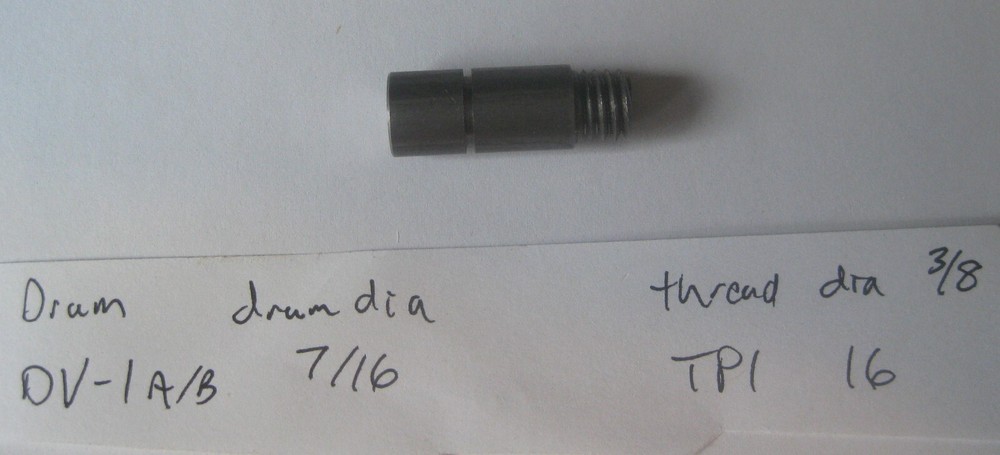 Drum drum dia thread dia 3/8
DV-1A/B 7/16 TPI 16